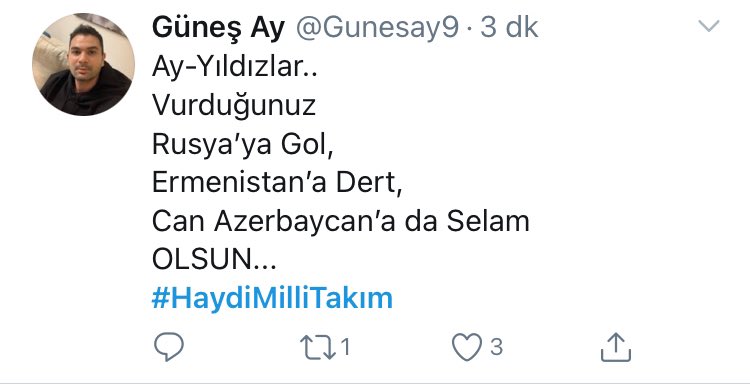 Güneş Ay @Gunesay9 · 3 dk
Ay-Yıldızlar..
Vurduğunuz
Rusya’ya Gol,
Ermenistan’a Dert,
Can Azerbaycan’a da Selam
OLSUN...
#HaydiMilliTakım
1 3